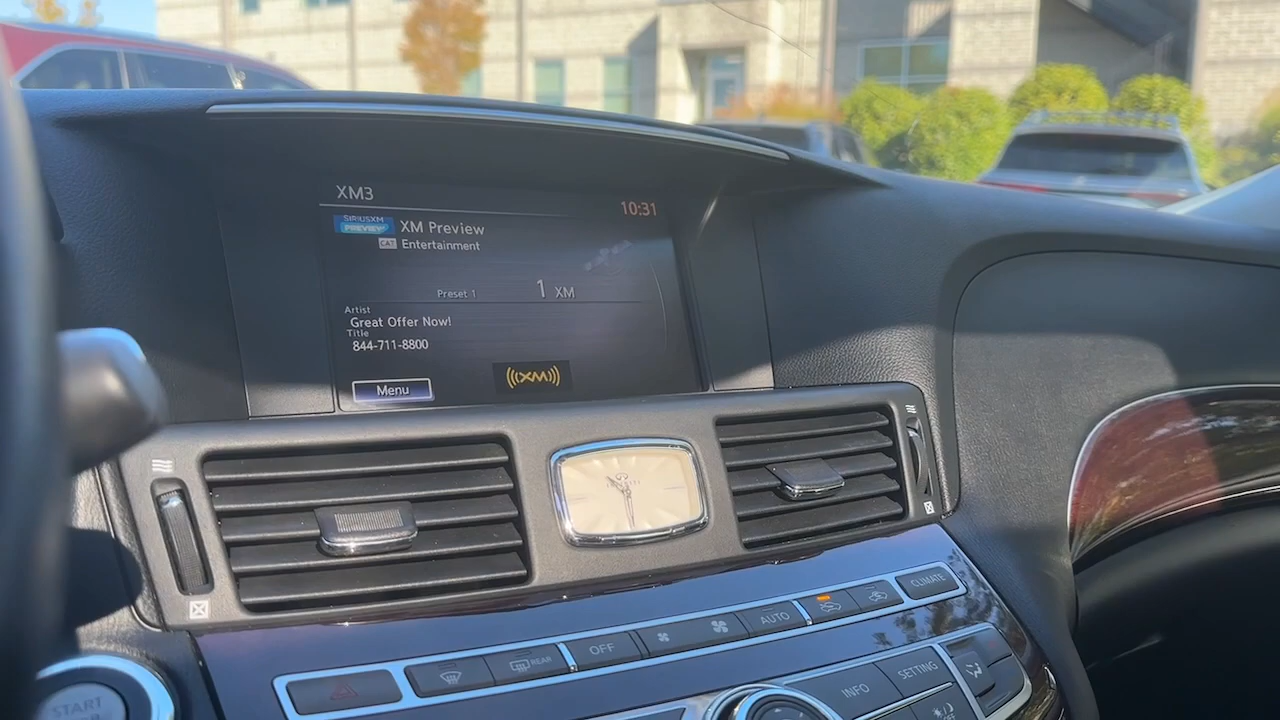 XM3
10:31
SIRIUSXM
PREVIEW
XM Preview
CAT
Entertainment
Preset 1
1 XM
Artist
Great Offer Now!
Title
844-711-8800
Menu
((XM))
REAR
OFF
AUTO
CLIMATE
INFO
SETTING
START